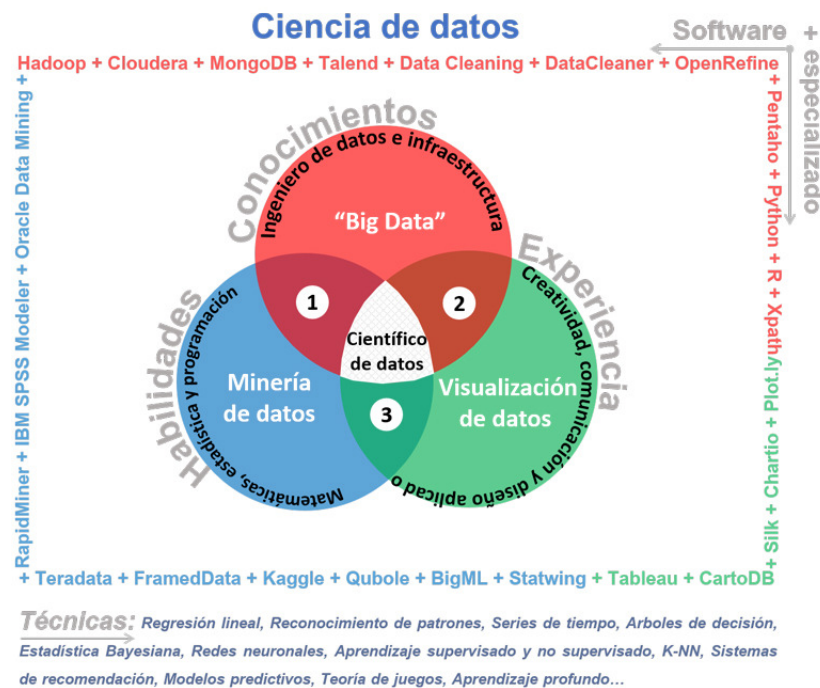 Ciencia de datos
Software + especializado
Hadoop + Cloudera + MongoDB + Talend + Data Cleaning + DataCleaner + OpenRefine
+ Pentaho + Python + R + Xpath
+ Silk + Chartio + Plot.ly
RapidMiner + IBM SPSS Modeler + Oracle Data Mining +
Conocimientos
Ingeniero de datos e infraestructura
"Big Data"
Experiencia
Creatividad, comunicación y diseño aplicado
Habilidades
Matemáticas, estadística y programación
1
2
Científico
de datos
Minería
de datos
Visualización
de datos
3
+ Teradata + FramedData + Kaggle + Qubole + BigML + Statwing + Tableau + CartoDB
Técnicas: Regresión lineal, Reconocimiento de patrones, Series de tiempo, Arboles de decisión,
Estadística Bayesiana, Redes neuronales, Aprendizaje supervisado y no supervisado, K-NN, Sistemas
de recomendación, Modelos predictivos, Teoría de juegos, Aprendizaje profundo...